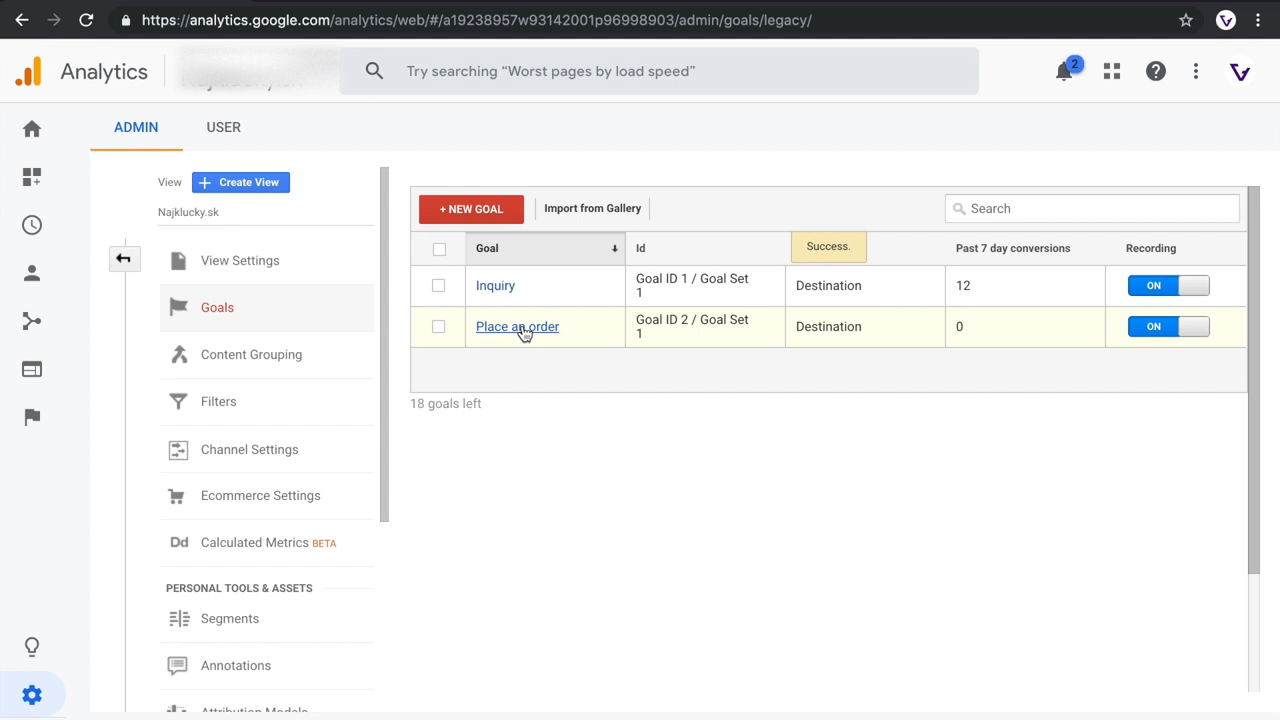 https://analytics.google.com/analytics/web/#/a19238957w93142001p96998903/admin/goals/legacy/
Analytics
Try searching “Worst pages by load speed”
2
ADMIN
USER
View
Create View
Najklucky.sk
View Settings
Goals
Content Grouping
Filters
Channel Settings
Ecommerce Settings
Dd Calculated Metrics BETA
PERSONAL TOOLS & ASSETS
Segments
Annotations
+ NEW GOAL
Import from Gallery
Search
Goal
Id
Success.
Past 7 day conversions
Recording
Inquiry
Goal ID 1 / Goal Set
1
Destination
12
ON
Place an order
Goal ID 2 / Goal Set
1
Destination
0
ON
18 goals left